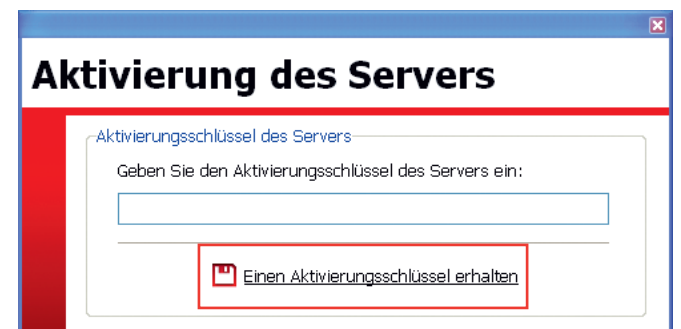 Aktivierung des Servers
Aktivierungsschlüssel des Servers
Geben Sie den Aktivierungsschlüssel des Servers ein:
Einen Aktivierungsschlüssel erhalten